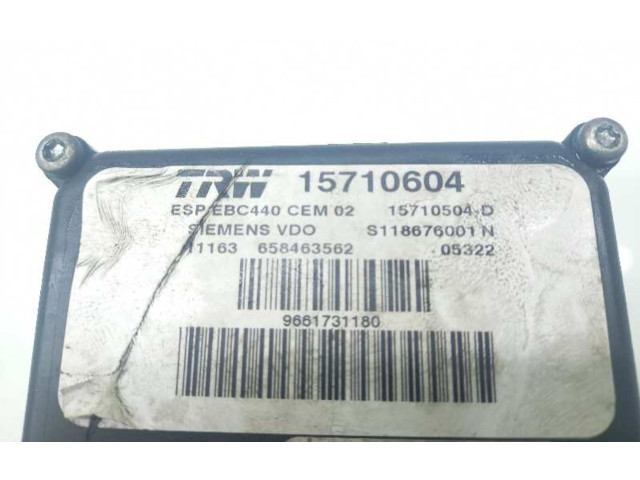 TRW 15710604
ESP/EBC440 CEM 02 15710504-D
SIEMENS VDO S118676001 N
11163 658463562 05322
9661731180